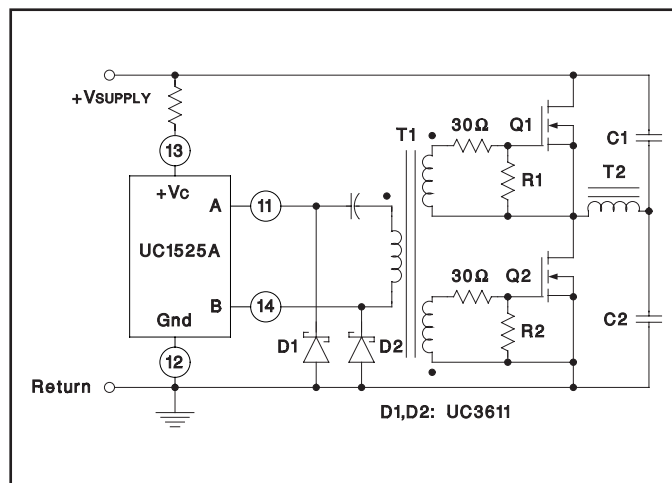 +VSUPPLY
13
+VC
A
11
UC1525A
B
14
Gnd
12
Return
D1
D2
T1
30Ω
Q1
R1
C1
T2
30Ω
Q2
R2
C2
D1,D2: UC3611